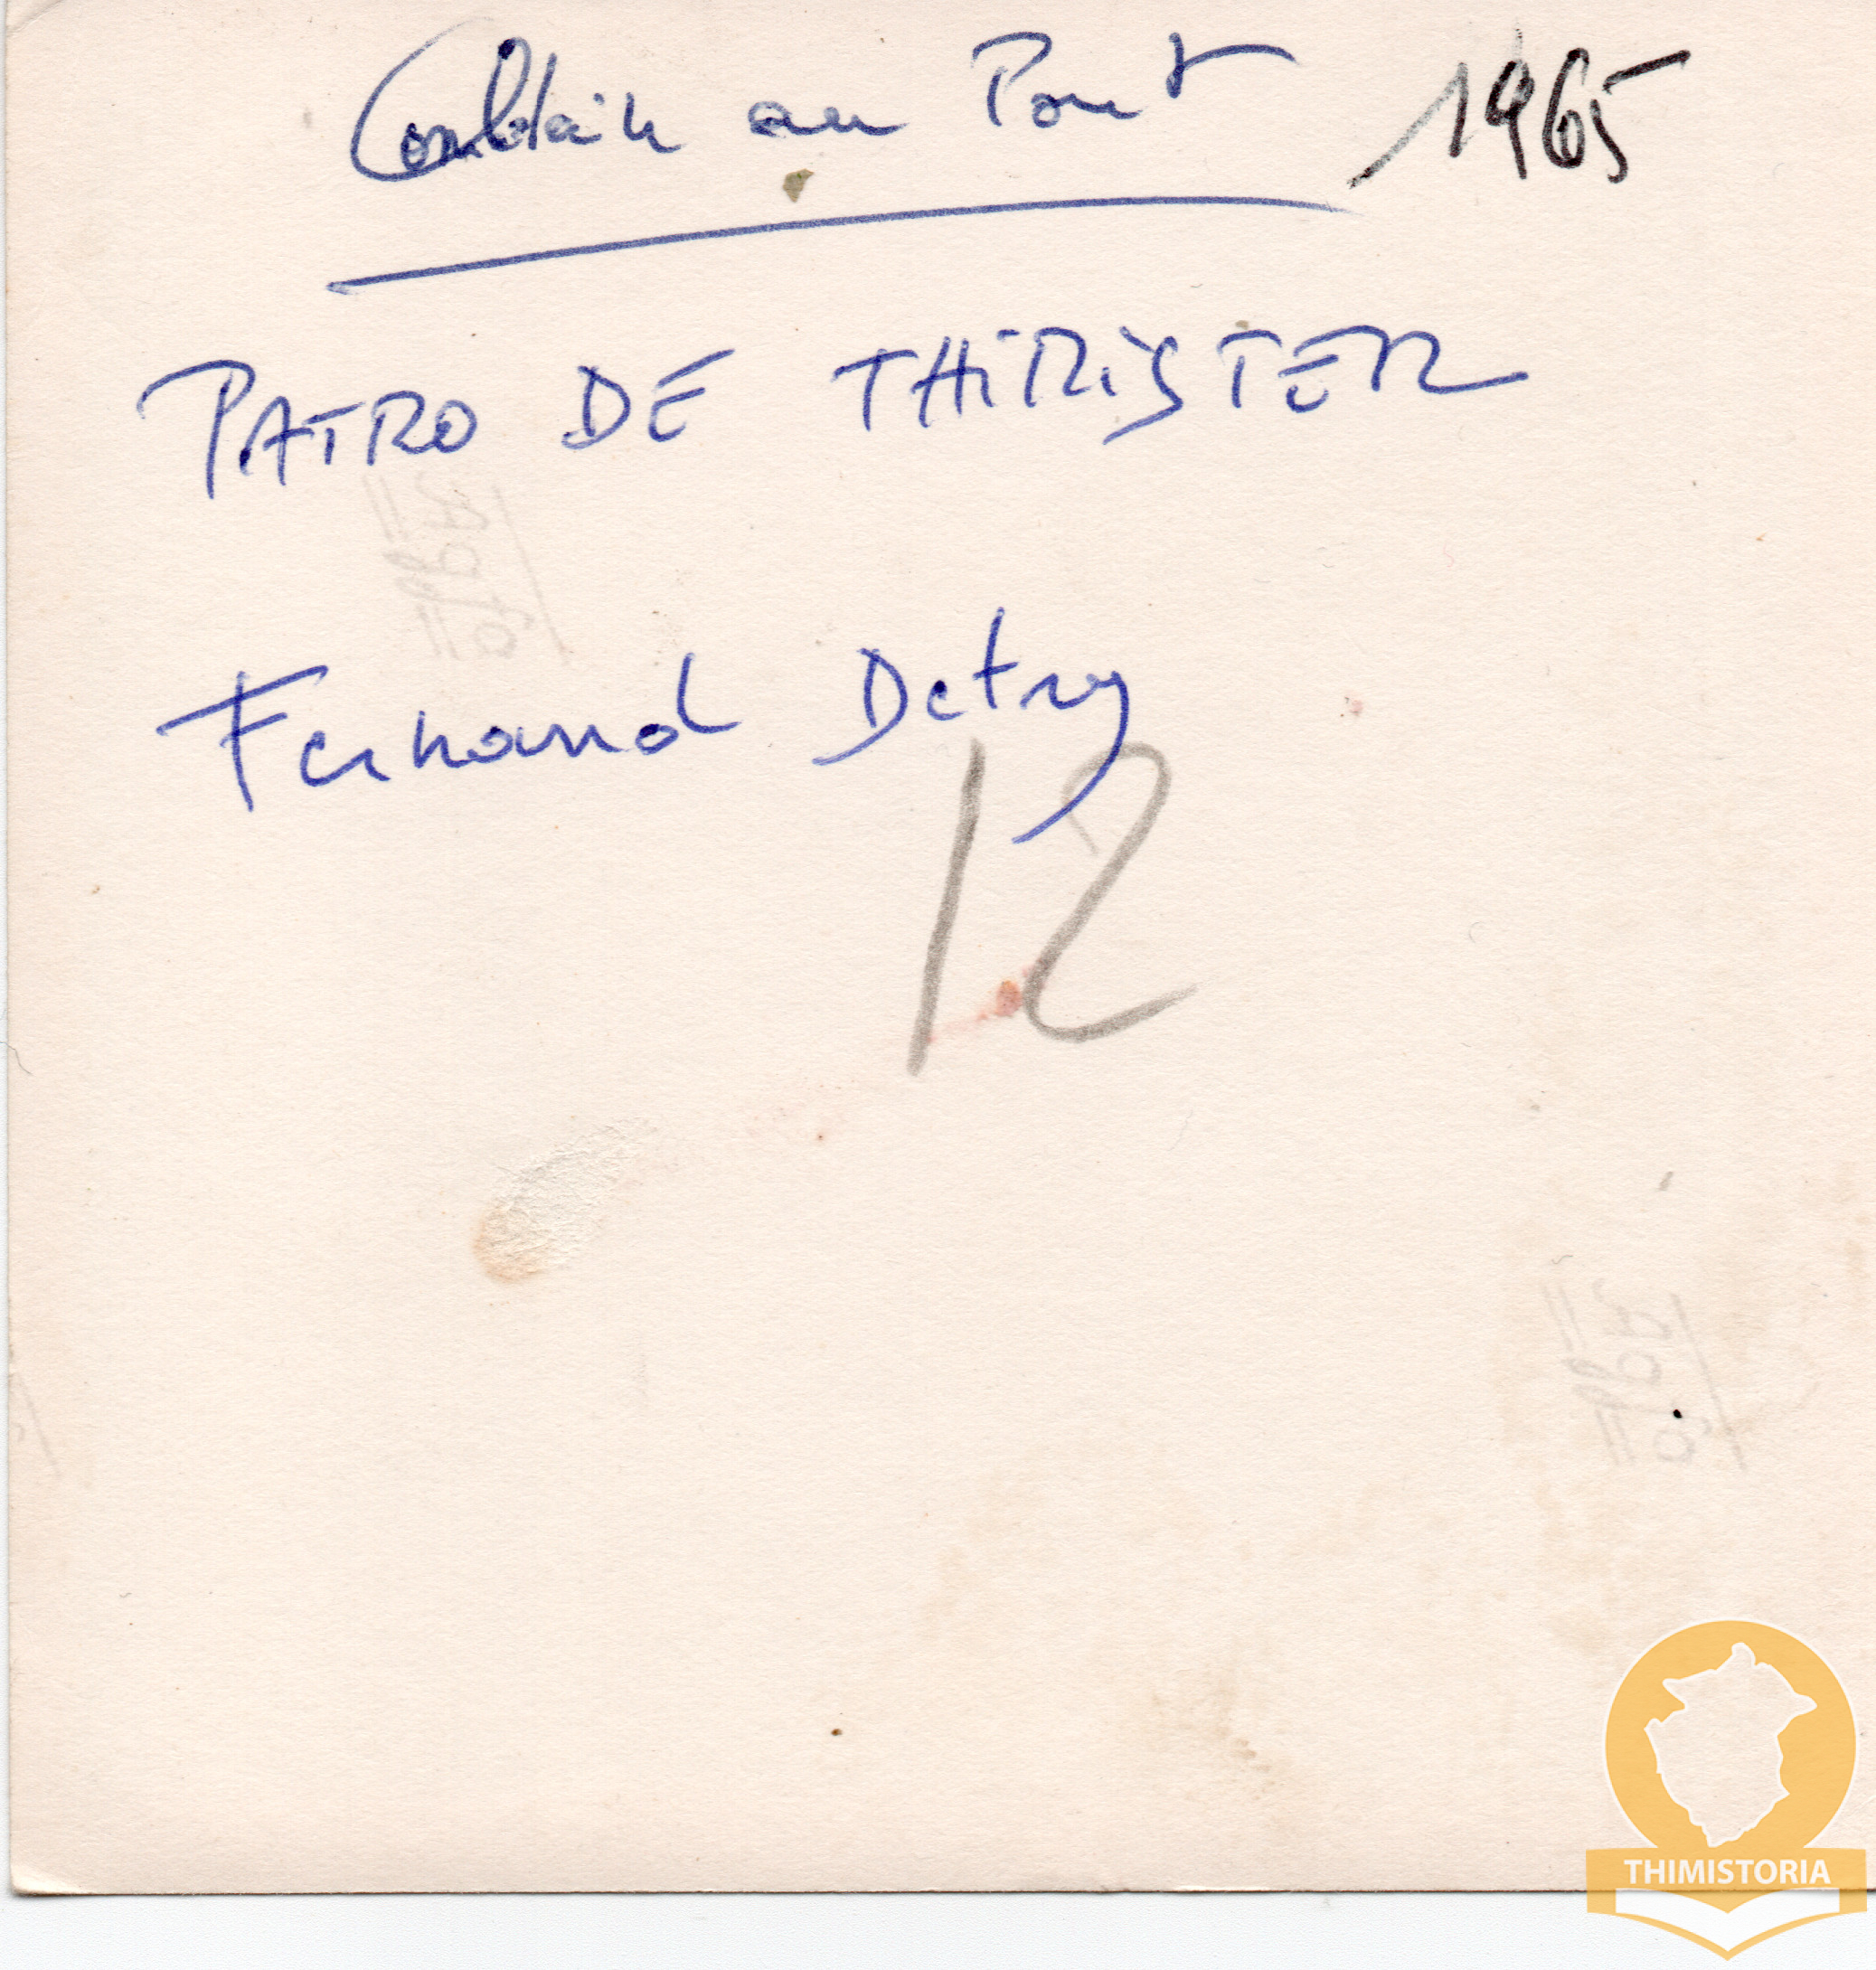 Comblain au Pont 1965
PATRO DE THIRISTER
Fernand Detry
12
THIMISTORIA